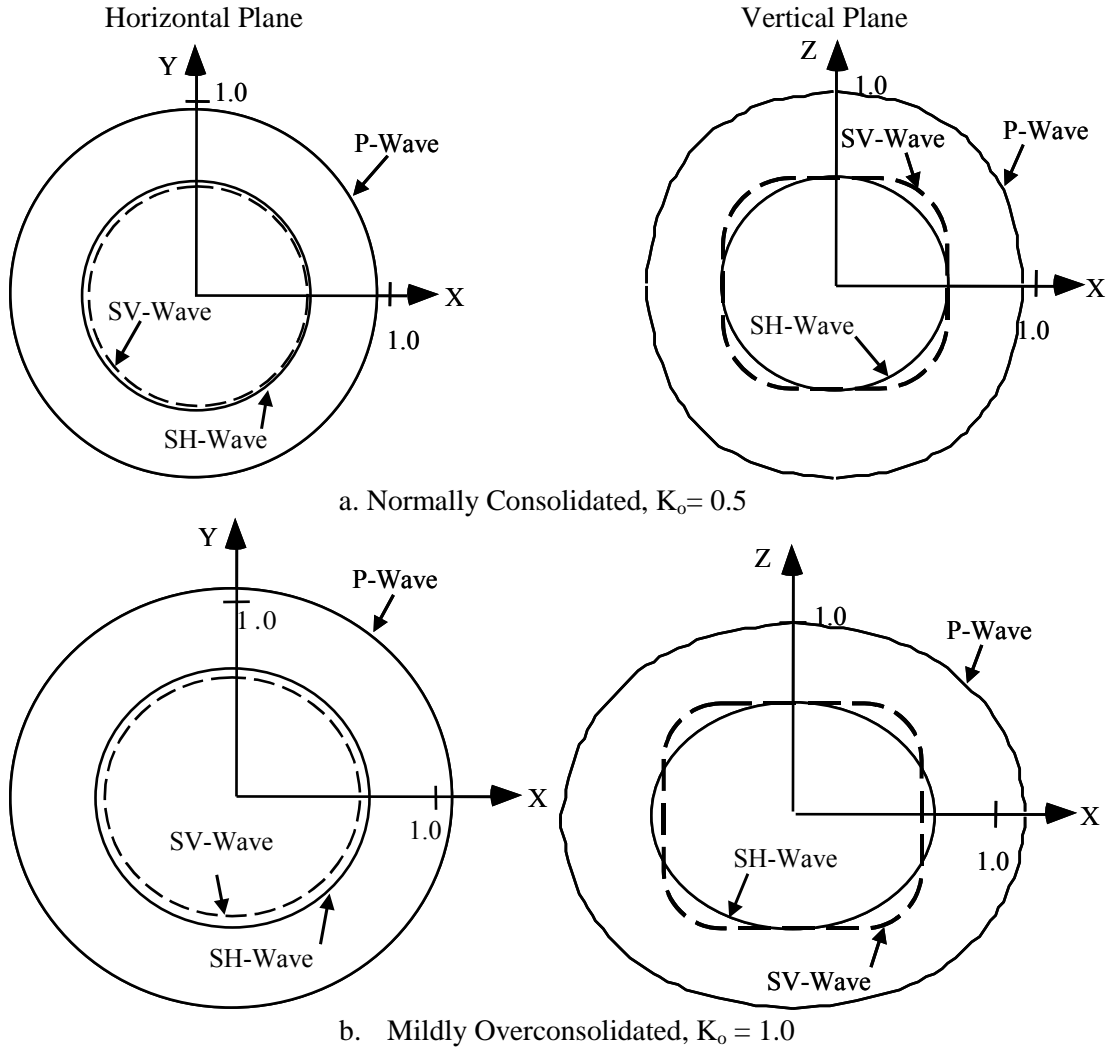 Horizontal Plane
Vertical Plane
Y
1.0
P-Wave
SV-Wave
SH-Wave
X
1.0
Z
1.0
SV-Wave
P-Wave
SH-Wave
X
1.0
a. Normally Consolidated, Kₒ= 0.5
Y
1.0
P-Wave
SV-Wave
SH-Wave
X
1.0
Z
1.0
P-Wave
SH-Wave
SV-Wave
X
1.0
b. Mildly Overconsolidated, Kₒ = 1.0